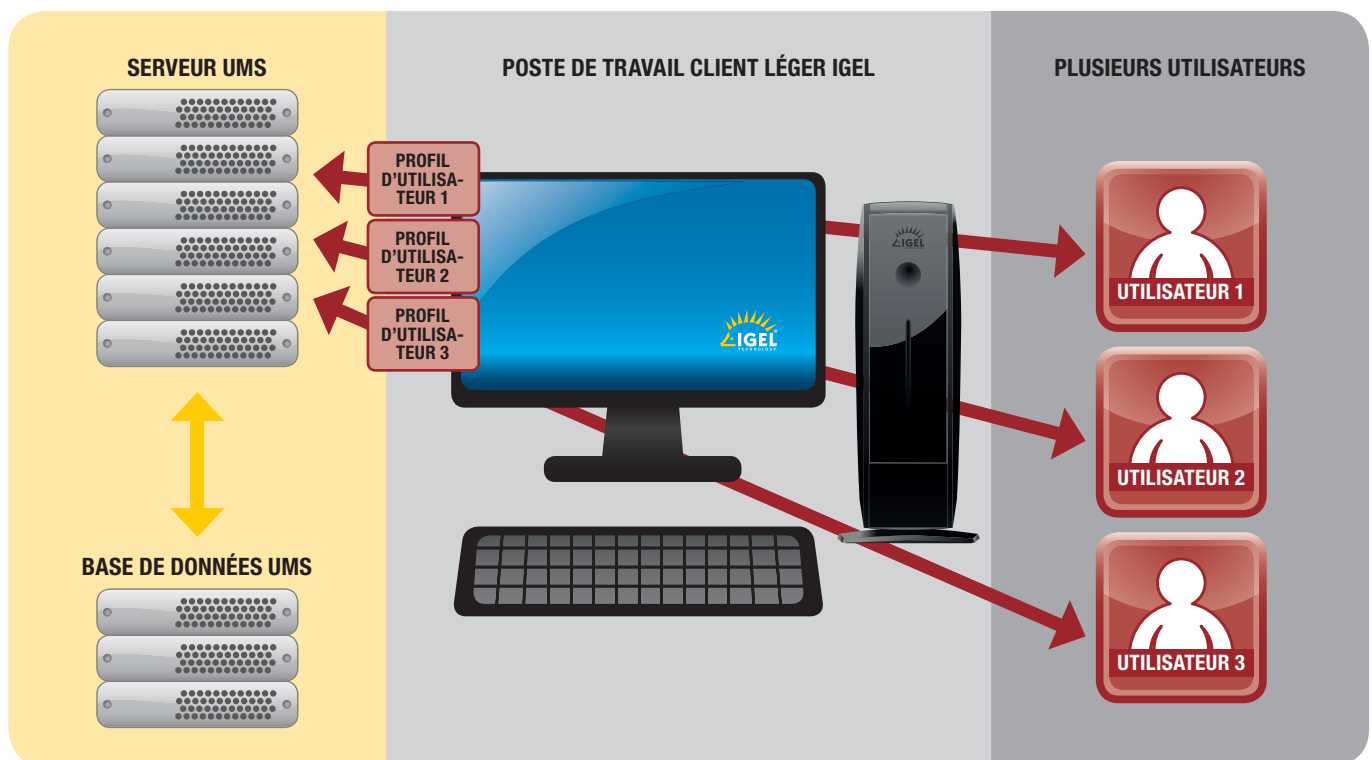 SERVEUR UMS
POSTE DE TRAVAIL CLIENT LÉGER IGEL
PLUSIEURS UTILISATEURS
PROFIL
D'UTILISA-
TEUR 1
PROFIL
D'UTILISA-
TEUR 2
PROFIL
D'UTILISA-
TEUR 3
IGEL
TECHNOLOGY
IGEL
UTILISATEUR 1
UTILISATEUR 2
UTILISATEUR 3
BASE DE DONNÉES UMS